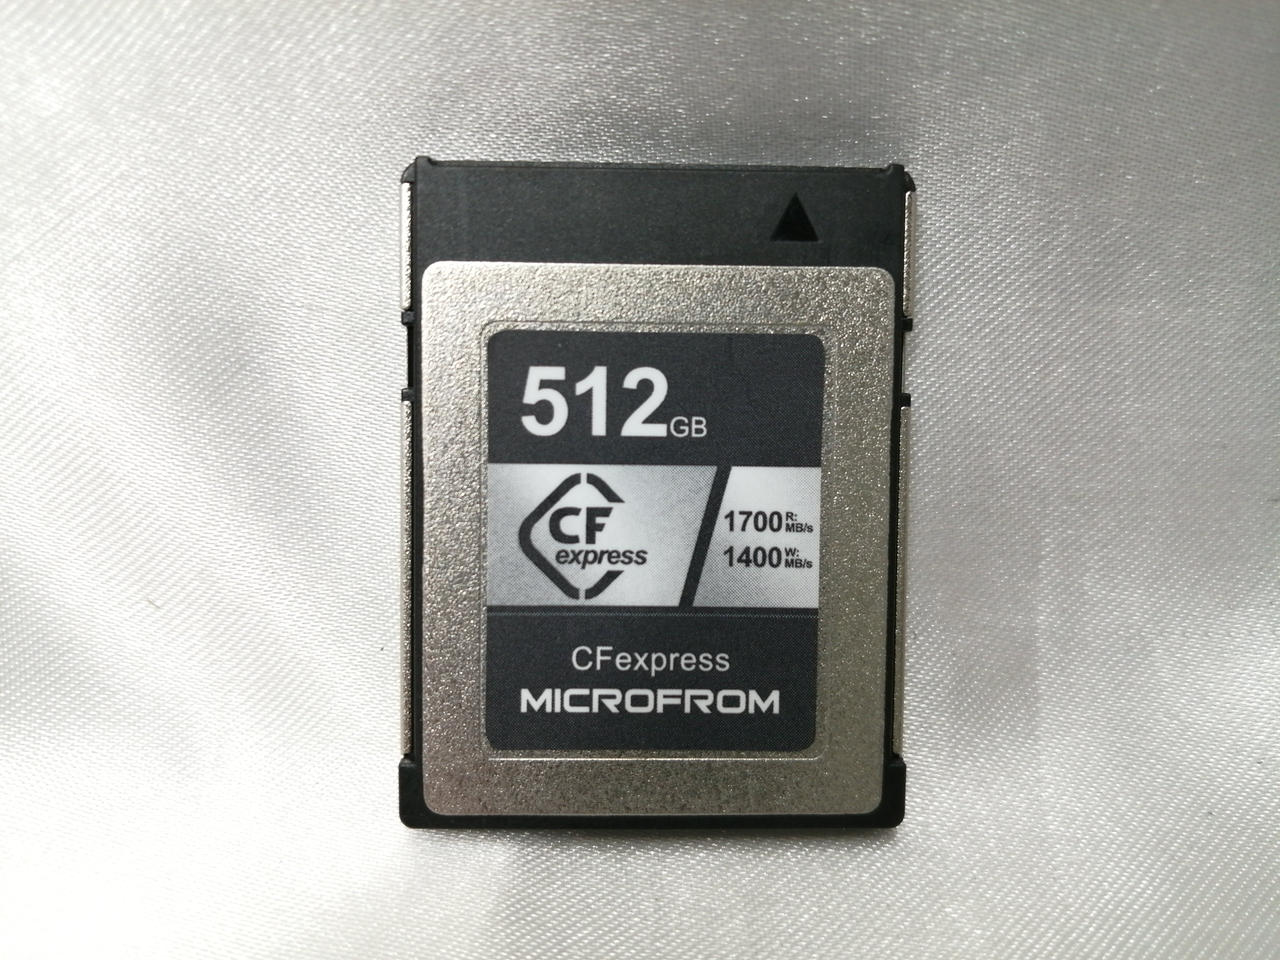 512GB
CF
express
1700 R: MB/s
1400 W: MB/s
CFexpress
MICROFROM